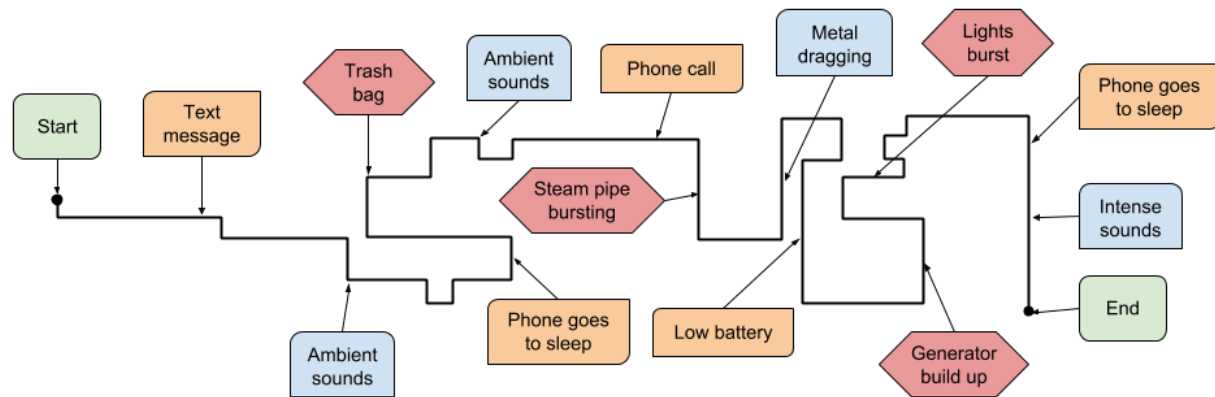 Start
Text
message
Trash
bag
Ambient
sounds
Phone call
Metal
dragging
Lights
burst
Phone goes
to sleep
Steam pipe
bursting
Intense
sounds
Ambient
sounds
Phone goes
to sleep
Low battery
Generator
build up
End